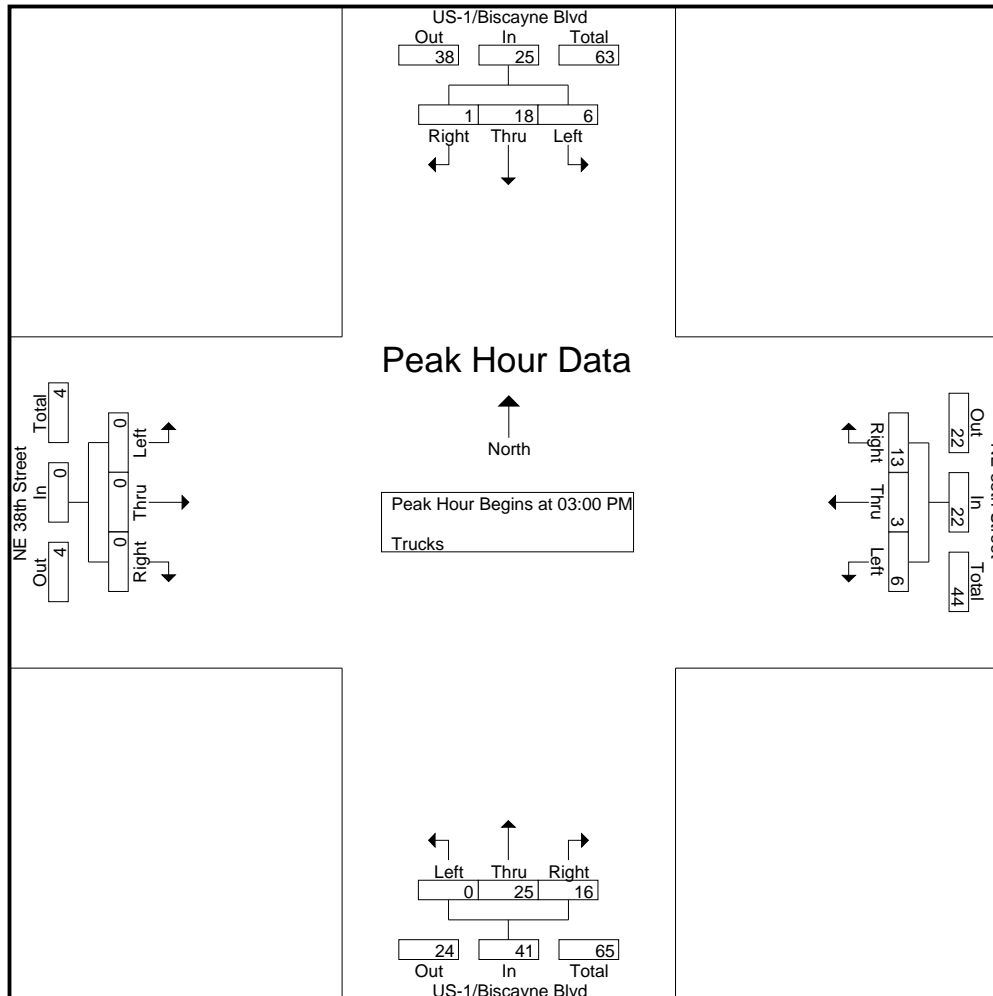 US-1/Biscayne Blvd
Out In Total
38 25 63
1 18 6
Right Thru Left
Peak Hour Data
North
Peak Hour Begins at 03:00 PM
Trucks
NE 38th Street
Total In Out
4 0 4
0 0 0
Left Thru Right
Right Thru Left
13 3 6
22 22 44
Out In Total
Left Thru Right
0 25 16
24 41 65
Out In Total
US-1/Biscayne Blvd